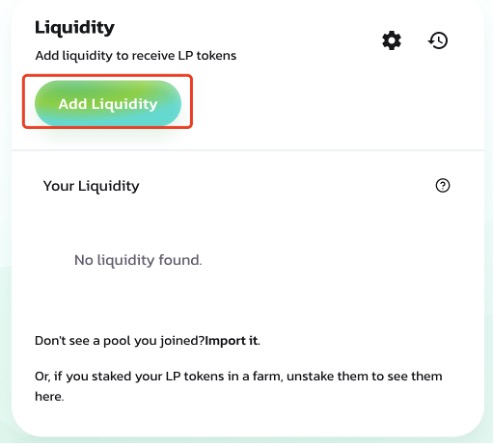 Liquidity
Add liquidity to receive LP tokens
Add Liquidity
Your Liquidity
No liquidity found.
Don't see a pool you joined?Import it.
Or, if you staked your LP tokens in a farm, unstake them to see them
here.